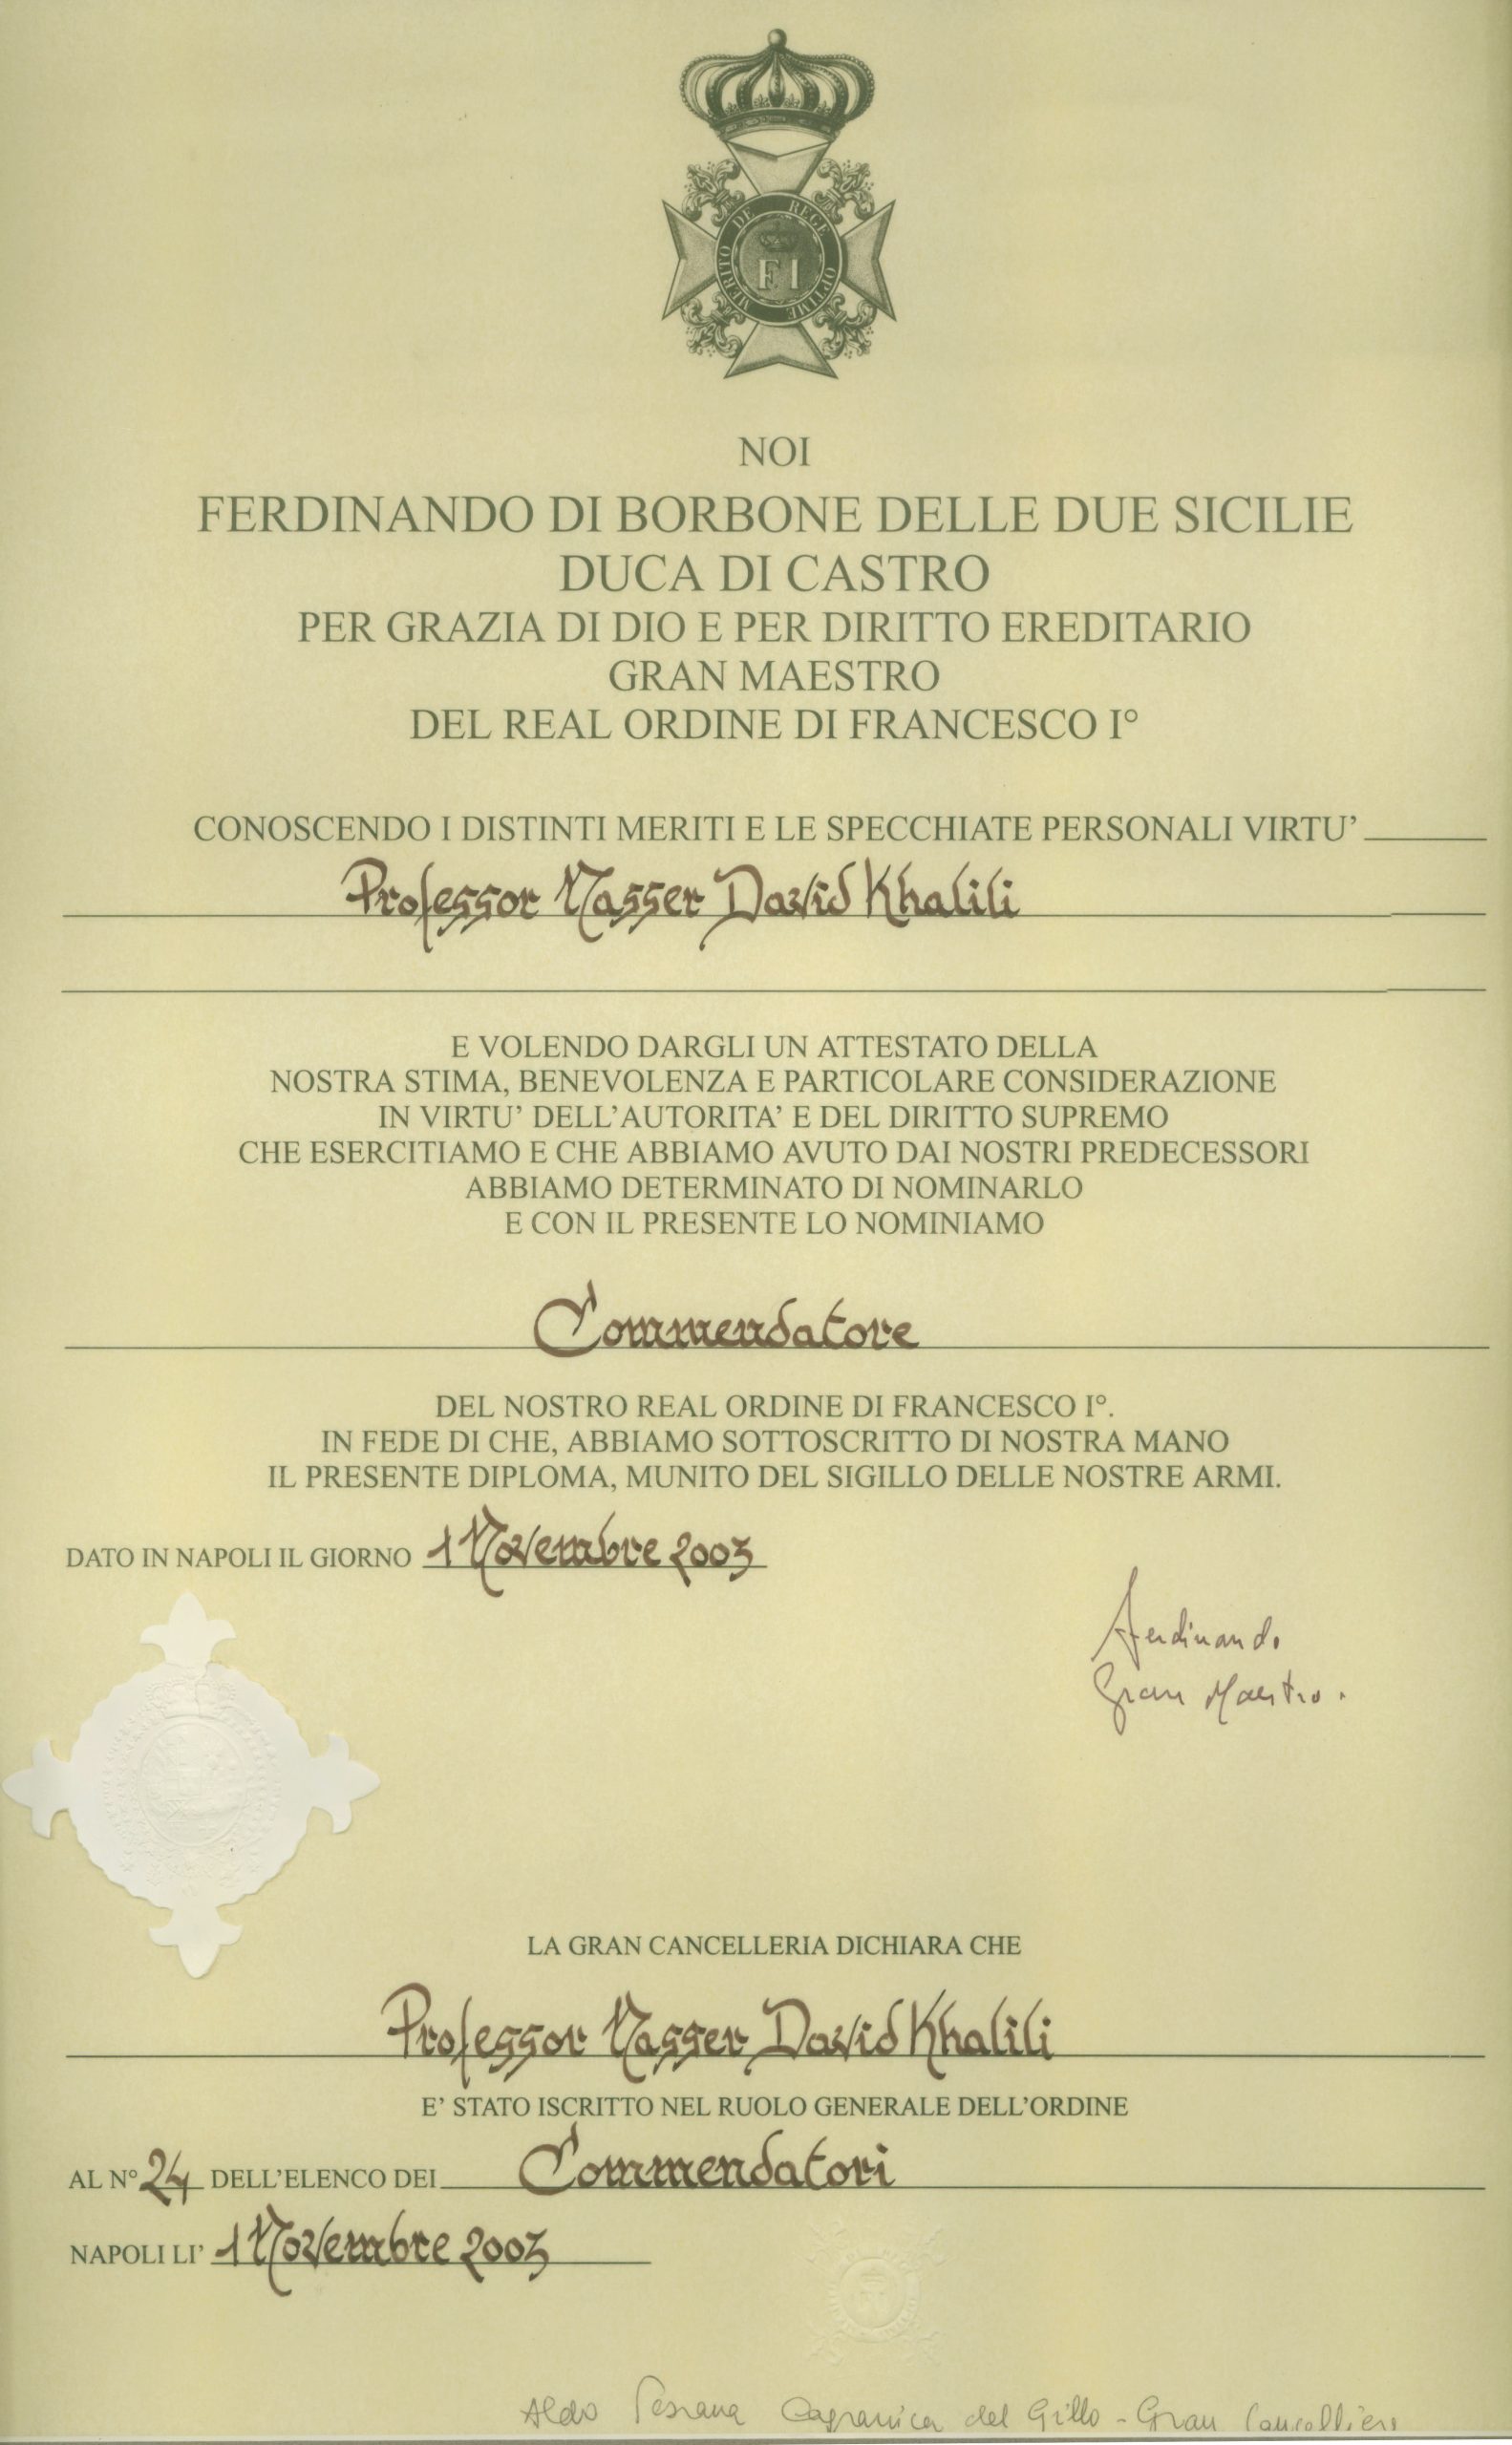 DE REGE OPTIME MERITO
FI
NOI
FERDINANDO DI BORBONE DELLE DUE SICILIE
DUCA DI CASTRO
PER GRAZIA DI DIO E PER DIRITTO EREDITARIO
GRAN MAESTRO
DEL REAL ORDINE DI FRANCESCO I°
CONOSCENDO I DISTINTI MERITI E LE SPECCHIATE PERSONALI VIRTU'
Professor Nasser David Khalili
E VOLENDO DARGLI UN ATTESTATO DELLA
NOSTRA STIMA, BENEVOLENZA E PARTICOLARE CONSIDERAZIONE
IN VIRTU' DELL'AUTORITA' E DEL DIRITTO SUPREMO
CHE ESERCITIAMO E CHE ABBIAMO AVUTO DAI NOSTRI PREDECESSORI
ABBIAMO DETERMINATO DI NOMINARLO
E CON IL PRESENTE LO NOMINIAMO
Commendatore
DEL NOSTRO REAL ORDINE DI FRANCESCO I°.
IN FEDE DI CHE, ABBIAMO SOTTOSCRITTO DI NOSTRA MANO
IL PRESENTE DIPLOMA, MUNITO DEL SIGILLO DELLE NOSTRE ARMI.
DATO IN NAPOLI IL GIORNO 1 Novembre 2003
Ferdinando
Gran Maestro.
LA GRAN CANCELLERIA DICHIARA CHE
Professor Nasser David Khalili
E' STATO ISCRITTO NEL RUOLO GENERALE DELL'ORDINE
AL N° 24 DELL'ELENCO DEI Commendatori
NAPOLI LI' 1 Novembre 2003
Aldo Pezzana Capranica del Grillo - Gran Cancelliere